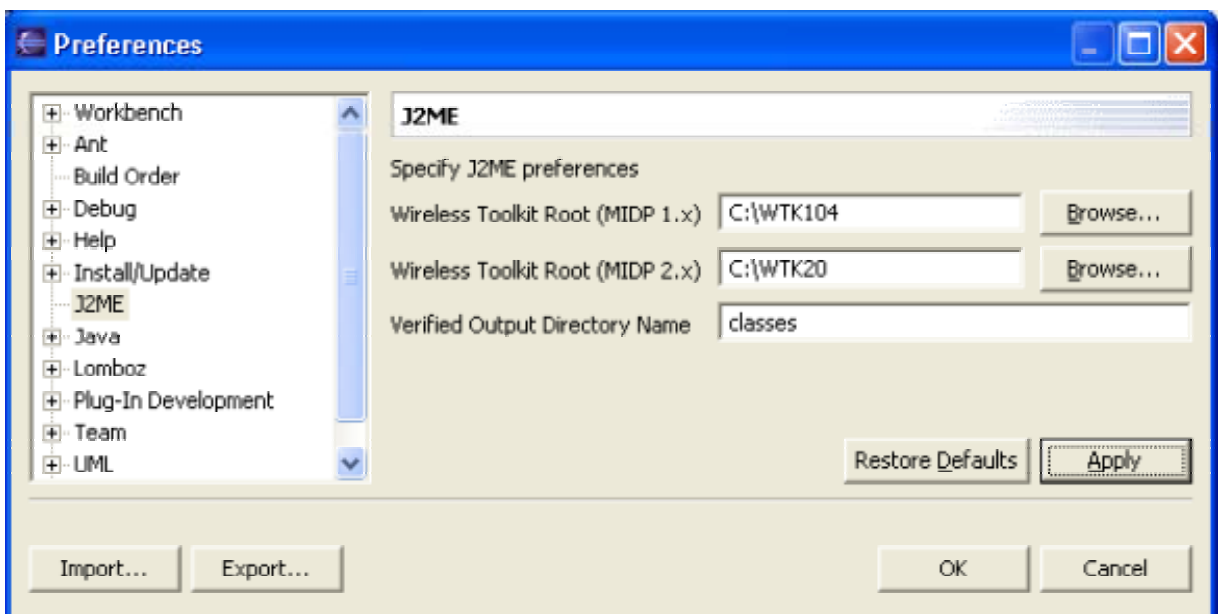 Preferences
Workbench
Ant
Build Order
Debug
Help
Install/Update
J2ME
Java
Lomboz
Plug-In Development
Team
UML
J2ME
Specify J2ME preferences
Wireless Toolkit Root (MIDP 1.x) C:\WTK104 Browse...
Wireless Toolkit Root (MIDP 2.x) C:\WTK20 Browse...
Verified Output Directory Name classes
Restore Defaults Apply
Import... Export... OK Cancel